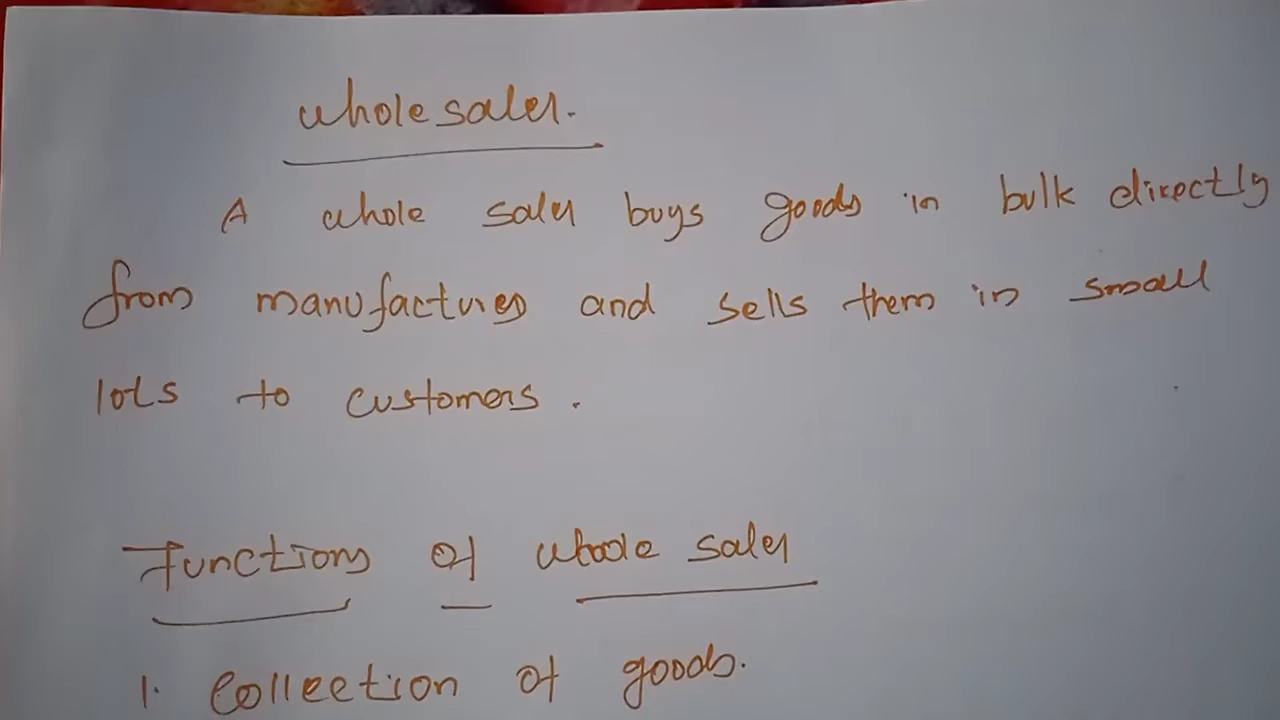 wholesaler.
A whole saler buys goods in bulk directly
from manufactures and sells them in small
lots to customers.
Functions of whole saler
1. Collection of goods.